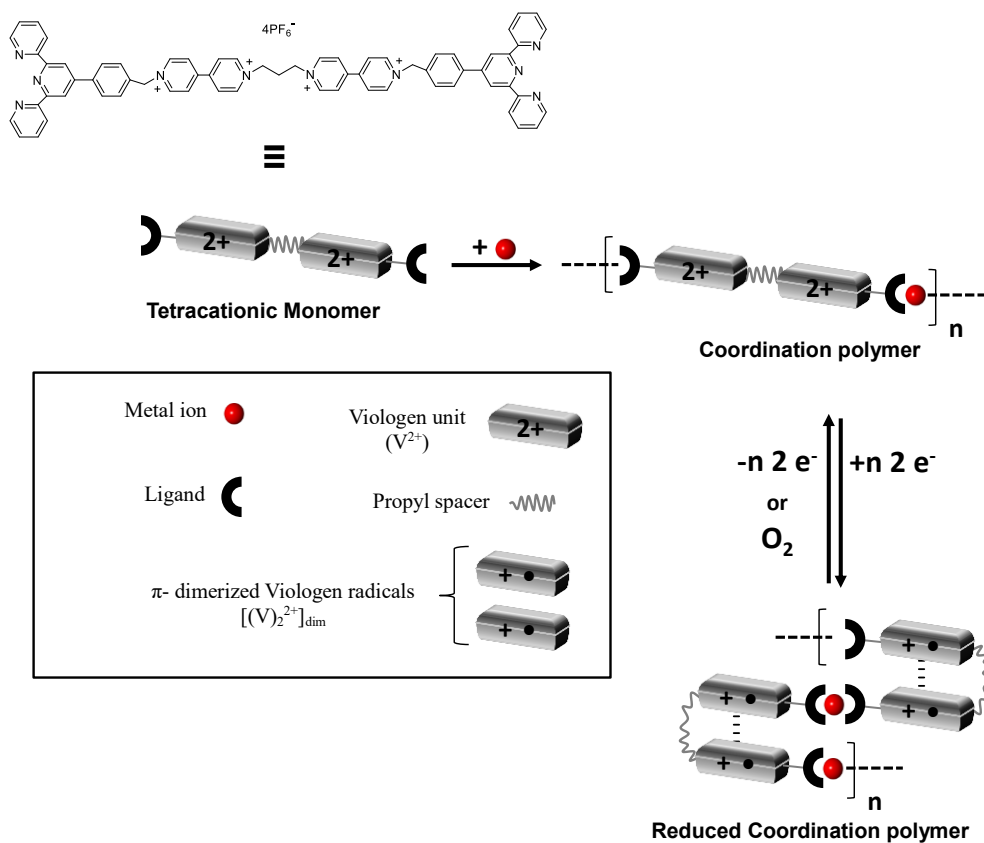 4PF6-
N N N N+ N+ N+ N+ N N N
2+ 2+
+
2+ 2+
n
Tetracationic Monomer
Coordination polymer
Metal ion
Viologen unit
(V2+)
2+
Ligand
Propyl spacer
π- dimerized Viologen radicals
[(V)22+]dim
+ •
+ •
-n 2 e- +n 2 e-
or
O2
+ •
+ • + •
+ •
n
Reduced Coordination polymer